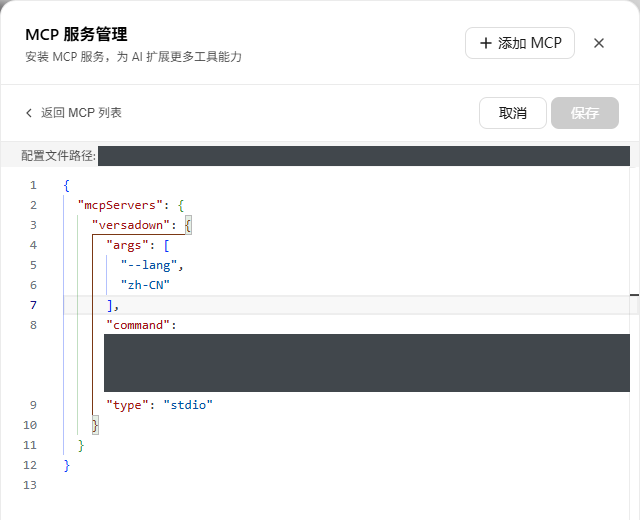 MCP 服务管理
安装 MCP 服务，为 AI 扩展更多工具能力
添加 MCP
返回 MCP 列表
取消
保存
配置文件路径:
1 {
2 "mcpServers": {
3 "versadown": {
4 "args": [
5 "--lang",
6 "zh-CN"
7 ],
8 "command":
9 "type": "stdio"
10 }
11 }
12 }
13